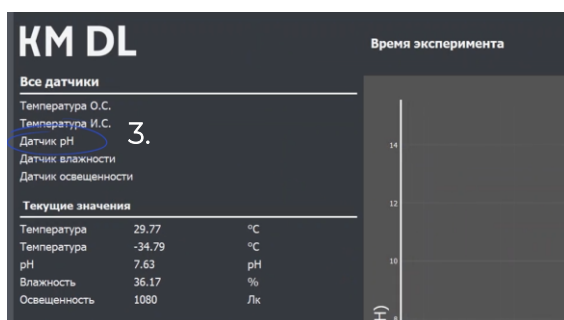 KM DL
Время эксперимента
Все датчики
Температура О.С.
Температура И.С.
Датчик pH
3.
Датчик влажности
Датчик освещенности
Текущие значения
Температура 29.77 °C
Температура -34.79 °C
pH 7.63 pH
Влажность 36.17 %
Освещенность 1080 Лк
14
12
10